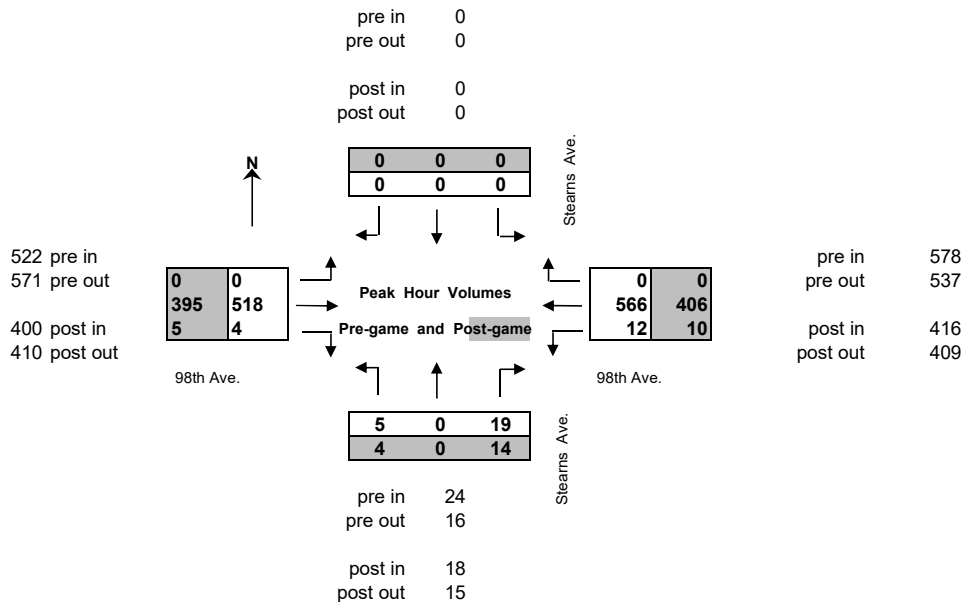 pre in 0
pre out 0
post in 0
post out 0
Stearns Ave.
N
0 0 0
0 0 0
522 pre in
571 pre out
400 post in
410 post out
0 0
395 518
5 4
98th Ave.
Peak Hour Volumes
Pre-game and Post-game
0 0
566 406
12 10
98th Ave.
pre in 578
pre out 537
post in 416
post out 409
5 0 19
4 0 14
Stearns Ave.
pre in 24
pre out 16
post in 18
post out 15